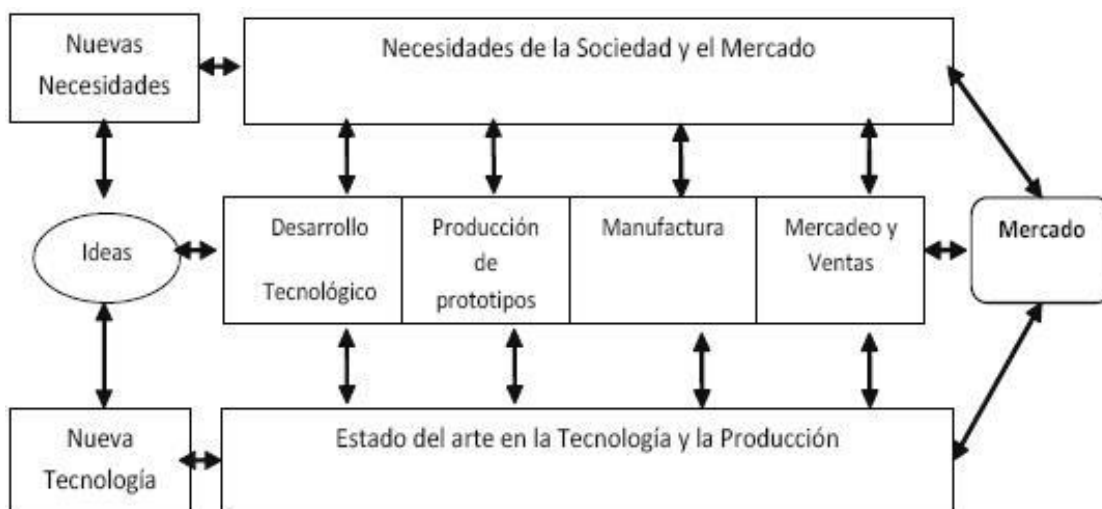 Nuevas
Necesidades
Necesidades de la Sociedad y el Mercado
Ideas
Desarrollo
Tecnológico
Producción
de
prototipos
Manufactura
Mercadeo y
Ventas
Mercado
Nueva
Tecnología
Estado del arte en la Tecnología y la Producción